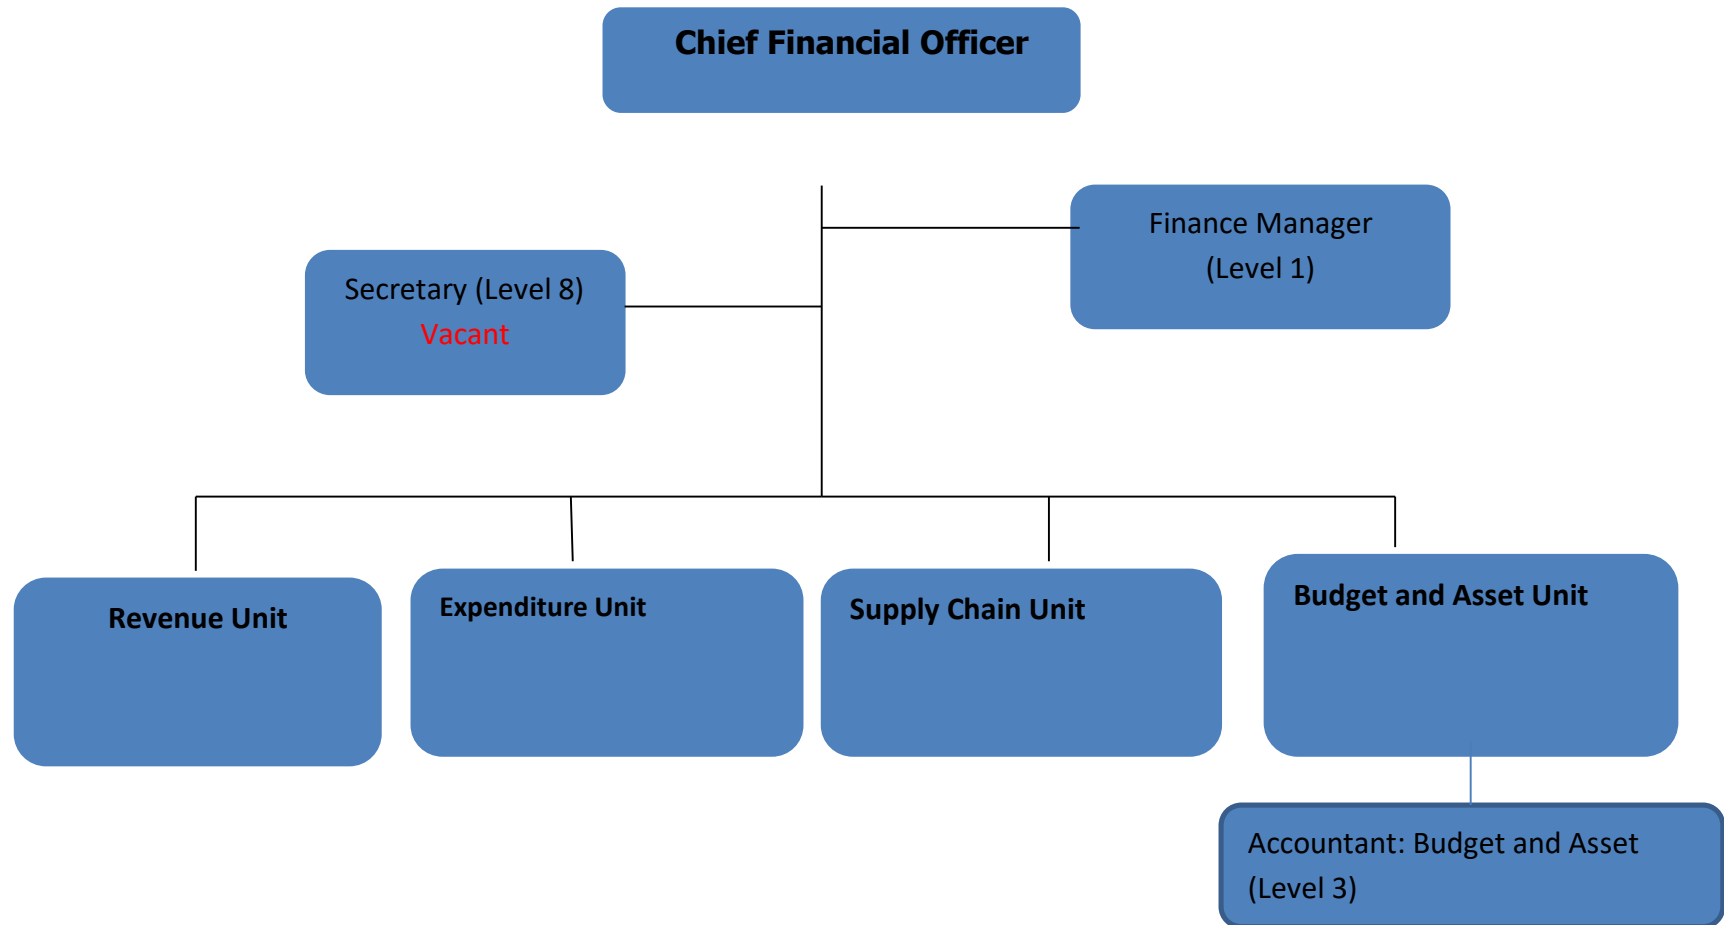 Chief Financial Officer
Finance Manager
(Level 1)
Secretary (Level 8)
Vacant
Revenue Unit
Expenditure Unit
Supply Chain Unit
Budget and Asset Unit
Accountant: Budget and Asset
(Level 3)